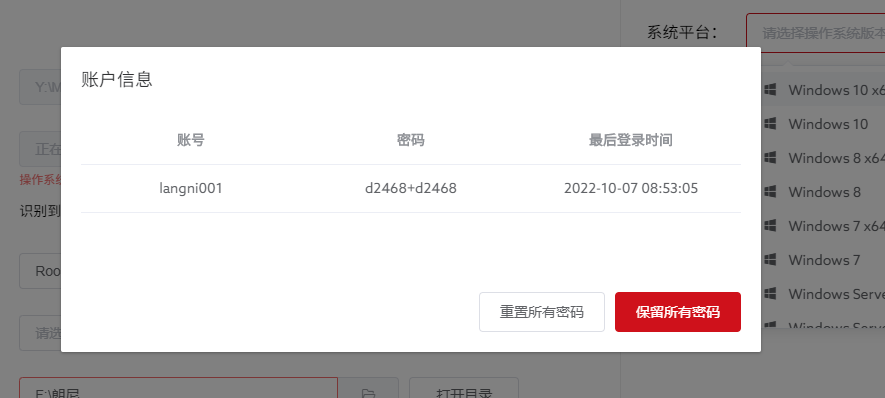 系统平台:
请选择操作系统版本
账户信息
账号 密码 最后登录时间
langni001 d2468+d2468 2022-10-07 08:53:05
重置所有密码 保留所有密码
Y:\M
正在
操作系统
识别到
Roo
请选
E:\朗尼
打开目录
Windows 10 x6
Windows 10
Windows 8 x64
Windows 8
Windows 7 x64
Windows 7
Windows Serve
Windows Serve